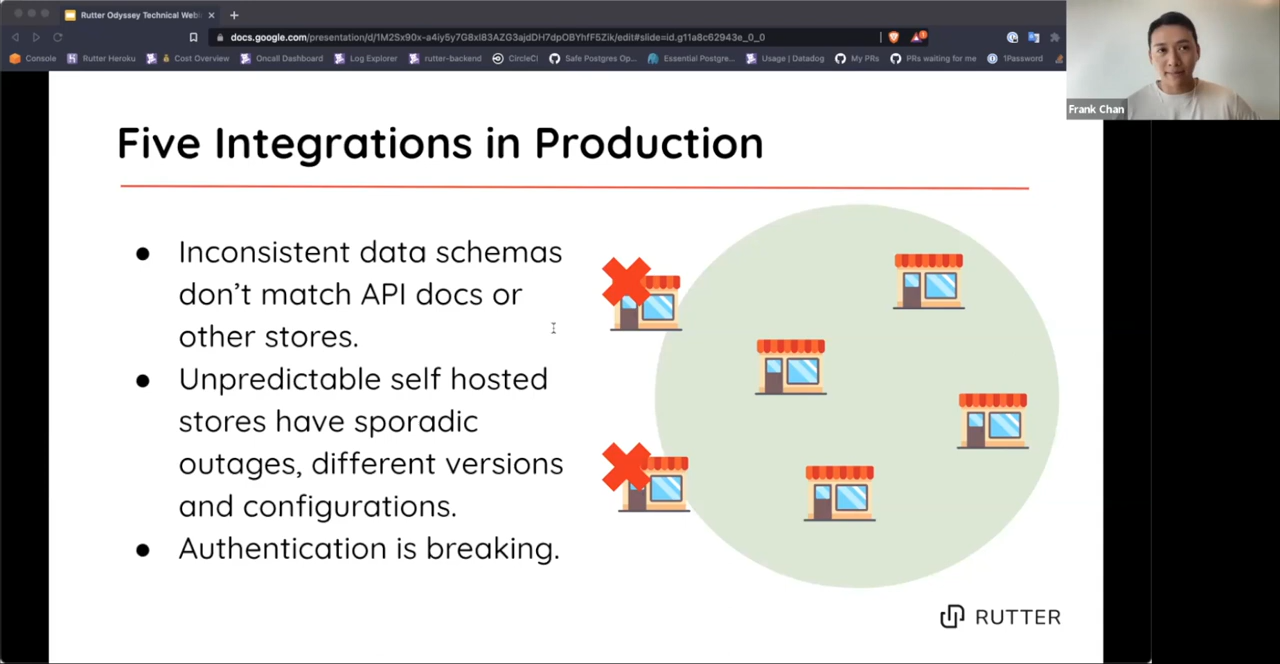 Rutter Odyssey Technical Web
docs.google.com/presentation/d/1M2Sx90x-a4iy5y7G8xI83AZG3ajdDH7dpOBYhfF5Zik/edit#slide=id.g11a8c62943e_0_0
Console
Rutter Heroku
Cost Overview
Oncall Dashboard
Log Explorer
rutter-backend
CircleCI
Safe Postgres Op...
Essential Postgre...
Usage | Datadog
My PRs
PRs waiting for me
1Password
Frank Chan
Five Integrations in Production
● Inconsistent data schemas
don’t match API docs or
other stores.
● Unpredictable self hosted
stores have sporadic
outages, different versions
and configurations.
● Authentication is breaking.
RUTTER